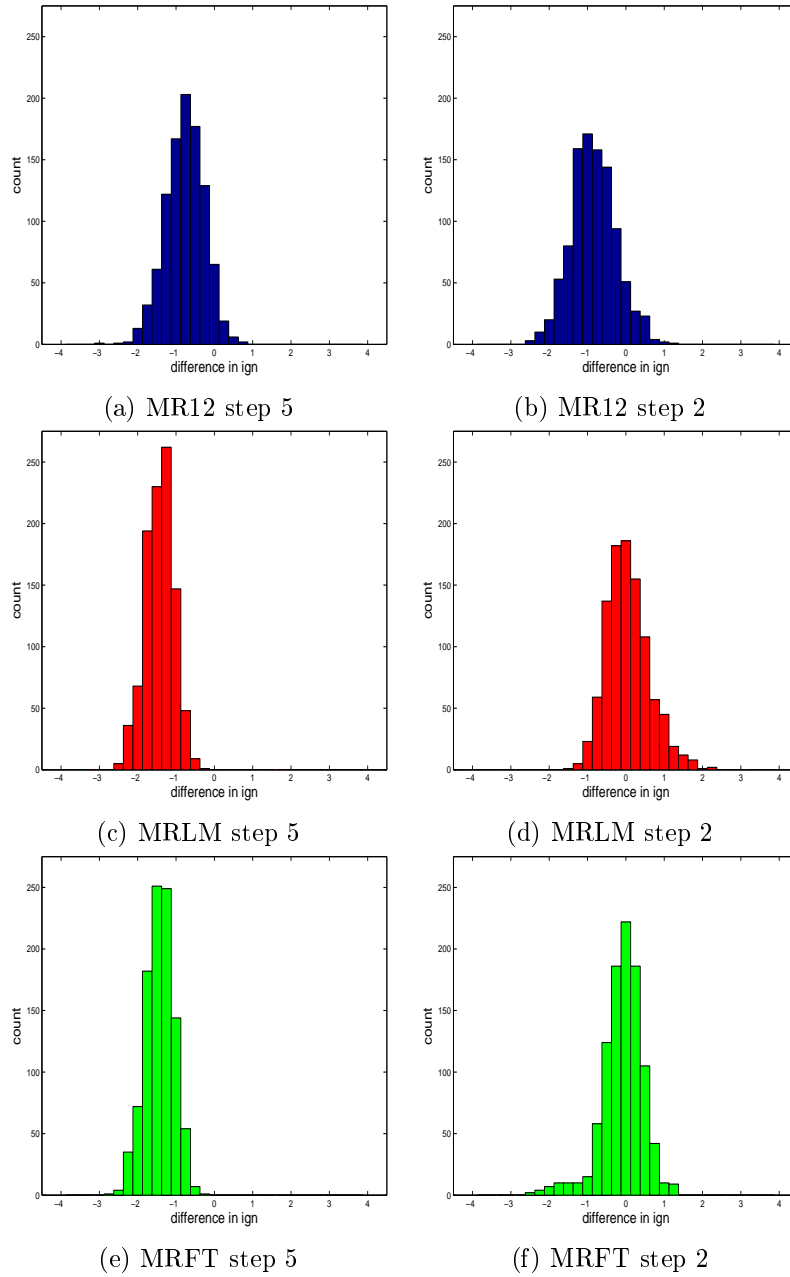 250
200
150
100
50
0
count
−4 −3 −2 −1 0 1 2 3 4
difference in ign
(a) MR12 step 5
250
200
150
100
50
0
count
−4 −3 −2 −1 0 1 2 3 4
difference in ign
(b) MR12 step 2
250
200
150
100
50
0
count
−4 −3 −2 −1 0 1 2 3 4
difference in ign
(c) MRLM step 5
250
200
150
100
50
0
count
−4 −3 −2 −1 0 1 2 3 4
difference in ign
(d) MRLM step 2
250
200
150
100
50
0
count
−4 −3 −2 −1 0 1 2 3 4
difference in ign
(e) MRFT step 5
250
200
150
100
50
0
count
−4 −3 −2 −1 0 1 2 3 4
difference in ign
(f) MRFT step 2